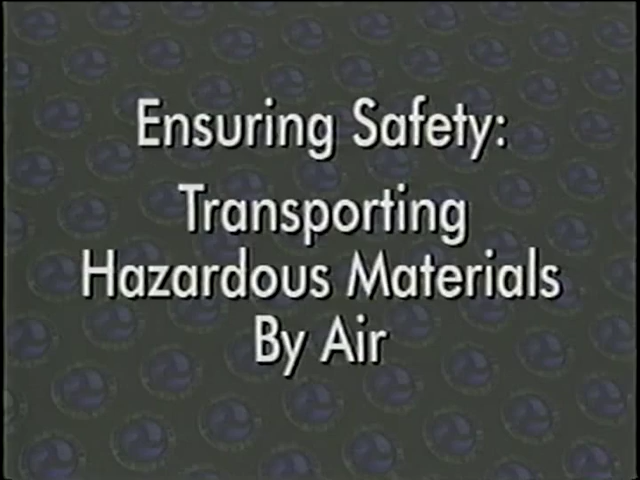 Ensuring Safety:
Transporting
Hazardous Materials
By Air